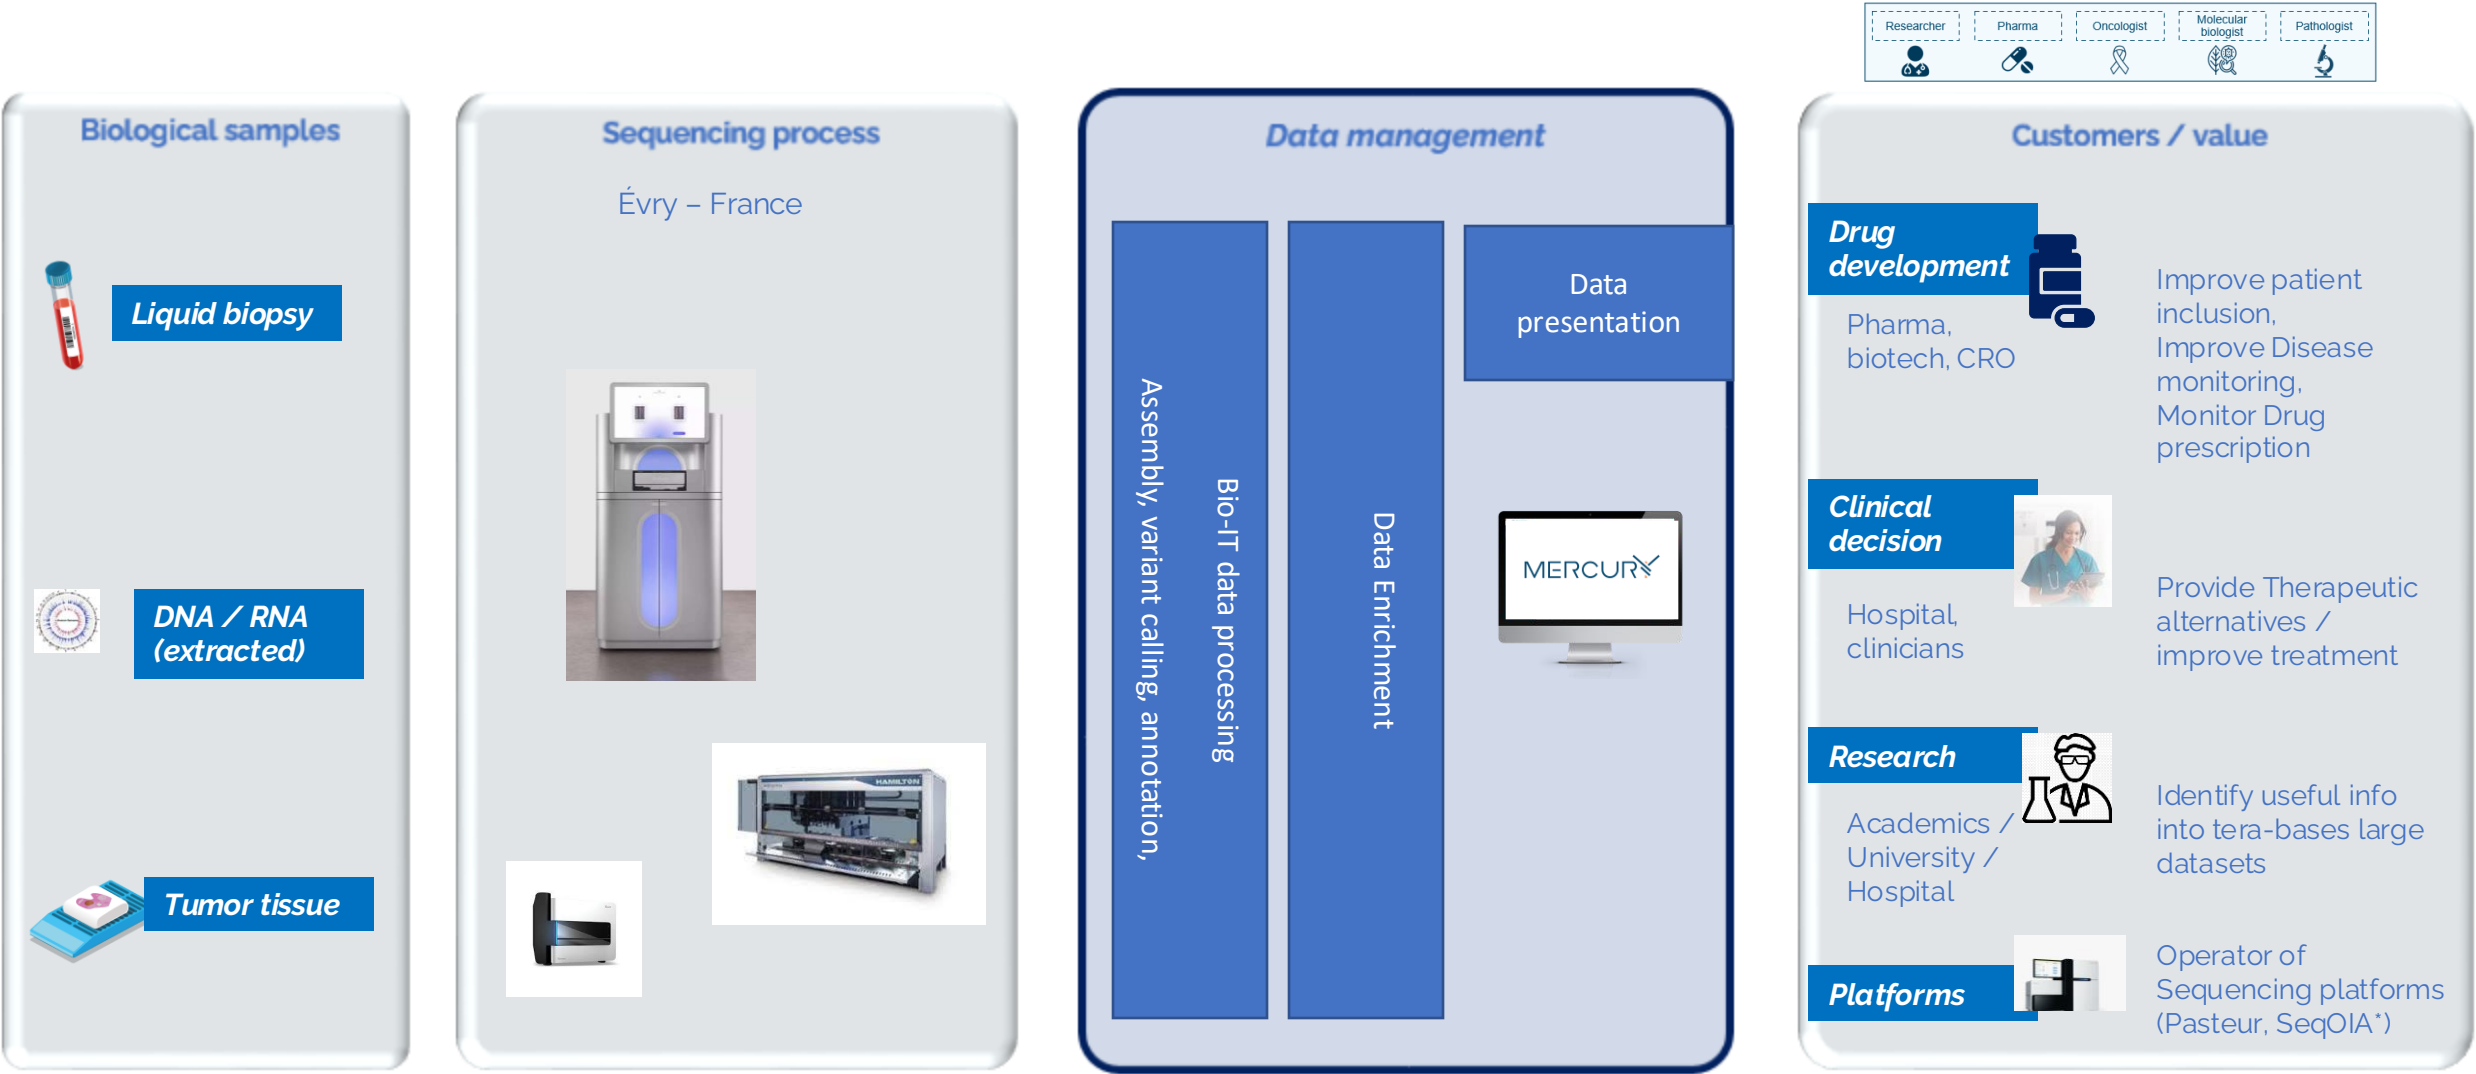 Researcher
Pharma
Oncologist
Molecular
biologist
Pathologist
Biological samples
Liquid biopsy
DNA / RNA
(extracted)
Tumor tissue
Sequencing process
Évry – France
HAMILTON
Data management
Assembly, variant calling, annotation,
Bio-IT data processing
Data Enrichment
Data
presentation
MERCURY
Customers / value
Drug
development
Pharma,
biotech, CRO
Improve patient
inclusion,
Improve Disease
monitoring,
Monitor Drug
prescription
Clinical
decision
Hospital,
clinicians
Provide Therapeutic
alternatives /
improve treatment
Research
Academics /
University /
Hospital
Identify useful info
into tera-bases large
datasets
Platforms
Operator of
Sequencing platforms
(Pasteur, SeqOIA*)